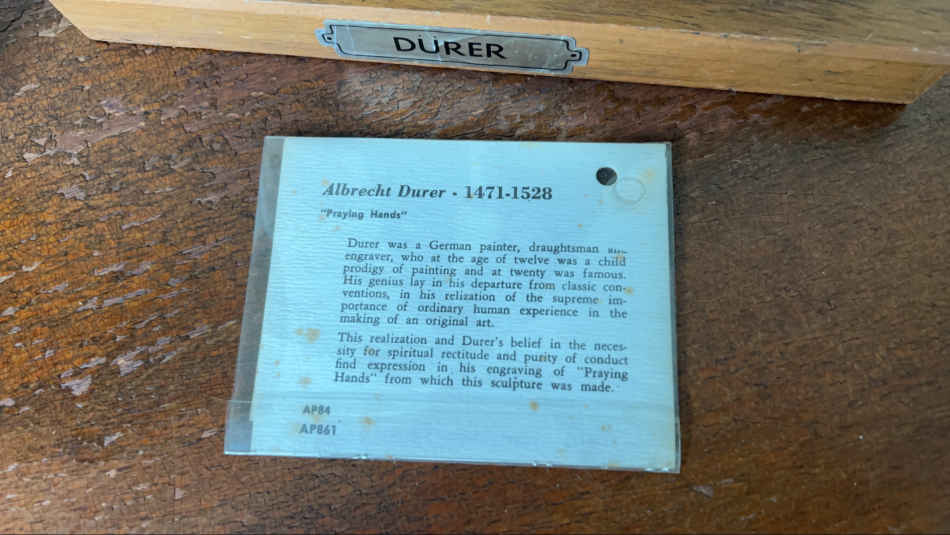 DÜRER
Albrecht Durer · 1471-1528
"Praying Hands"
Durer was a German painter, draughtsman
engraver, who at the age of twelve was a child
prodigy of painting and at twenty was famous.
His genius lay in his departure from classic con-
ventions, in his relization of the supreme im-
portance of ordinary human experience in the
making of an original art.
This realization and Durer's belief in the neces-
sity for spiritual rectitude and purity of conduct
find expression in his engraving of "Praying
Hands" from which this sculpture was made.
AP84
AP861